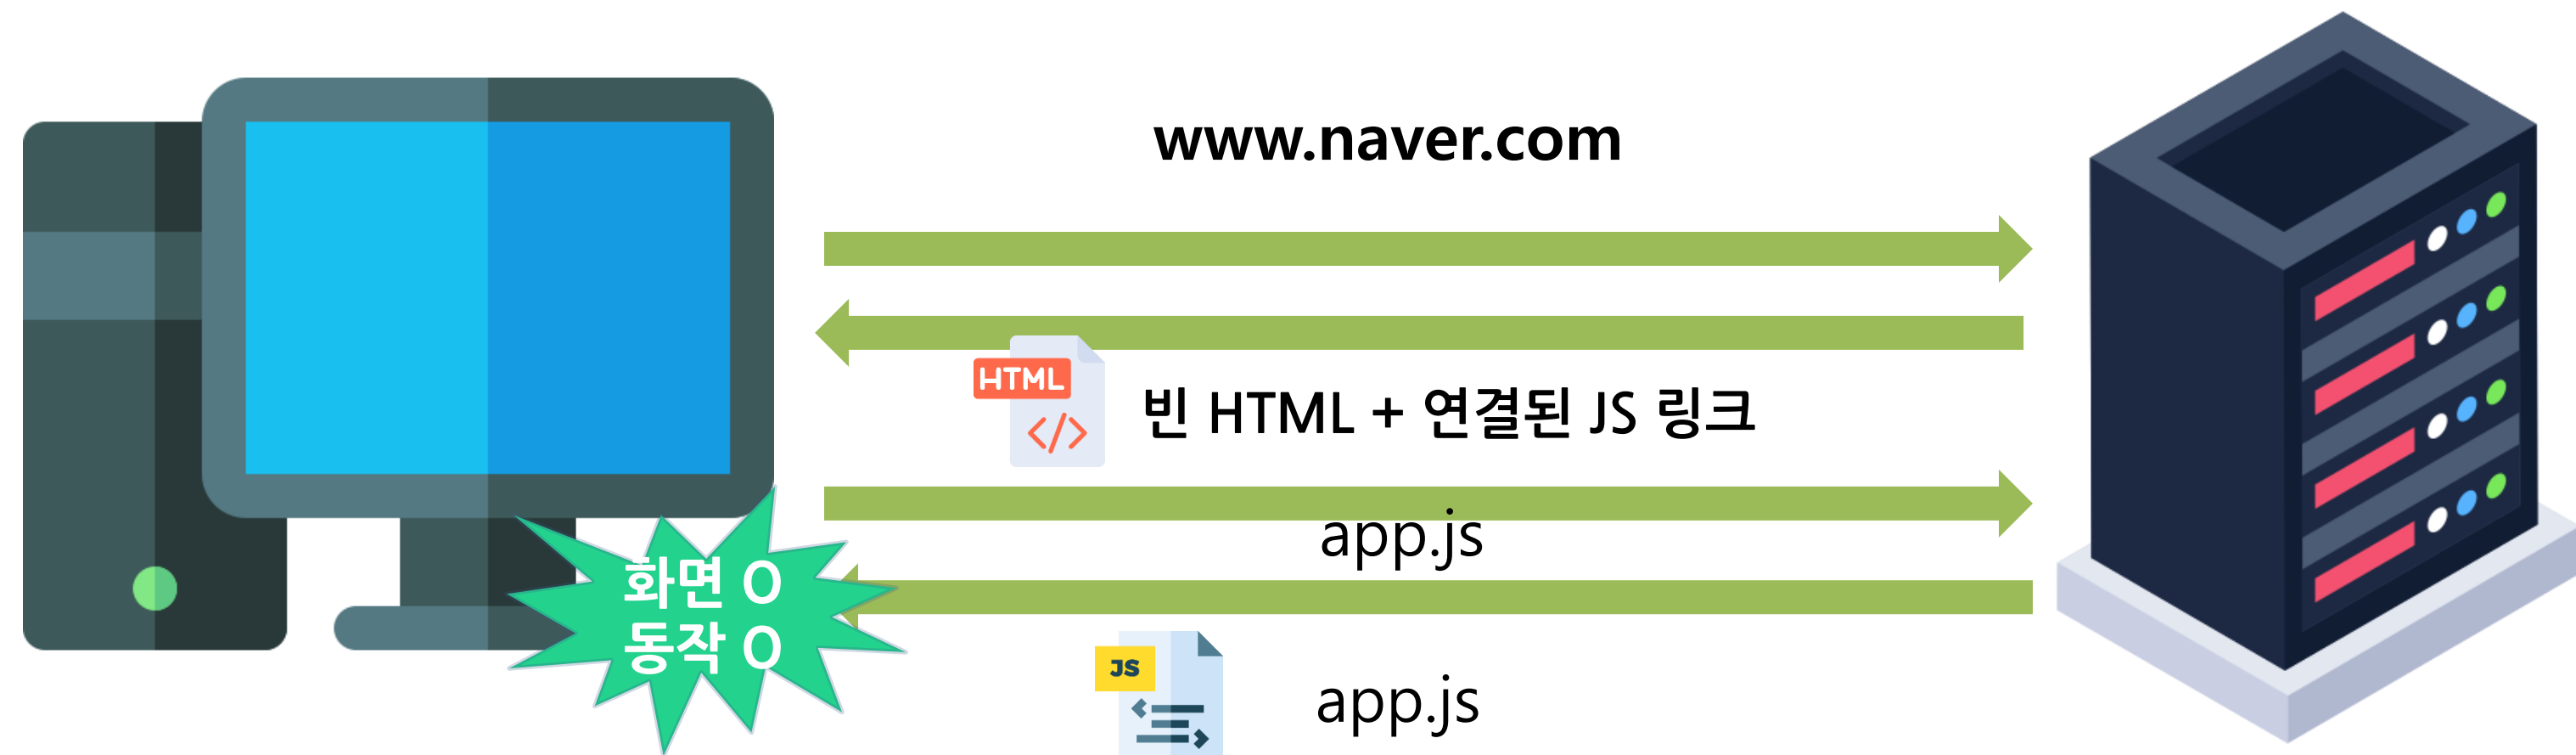 www.naver.com
HTML
</>
빈 HTML + 연결된 JS 링크
app.js
화면 O
동작 O
JS
app.js